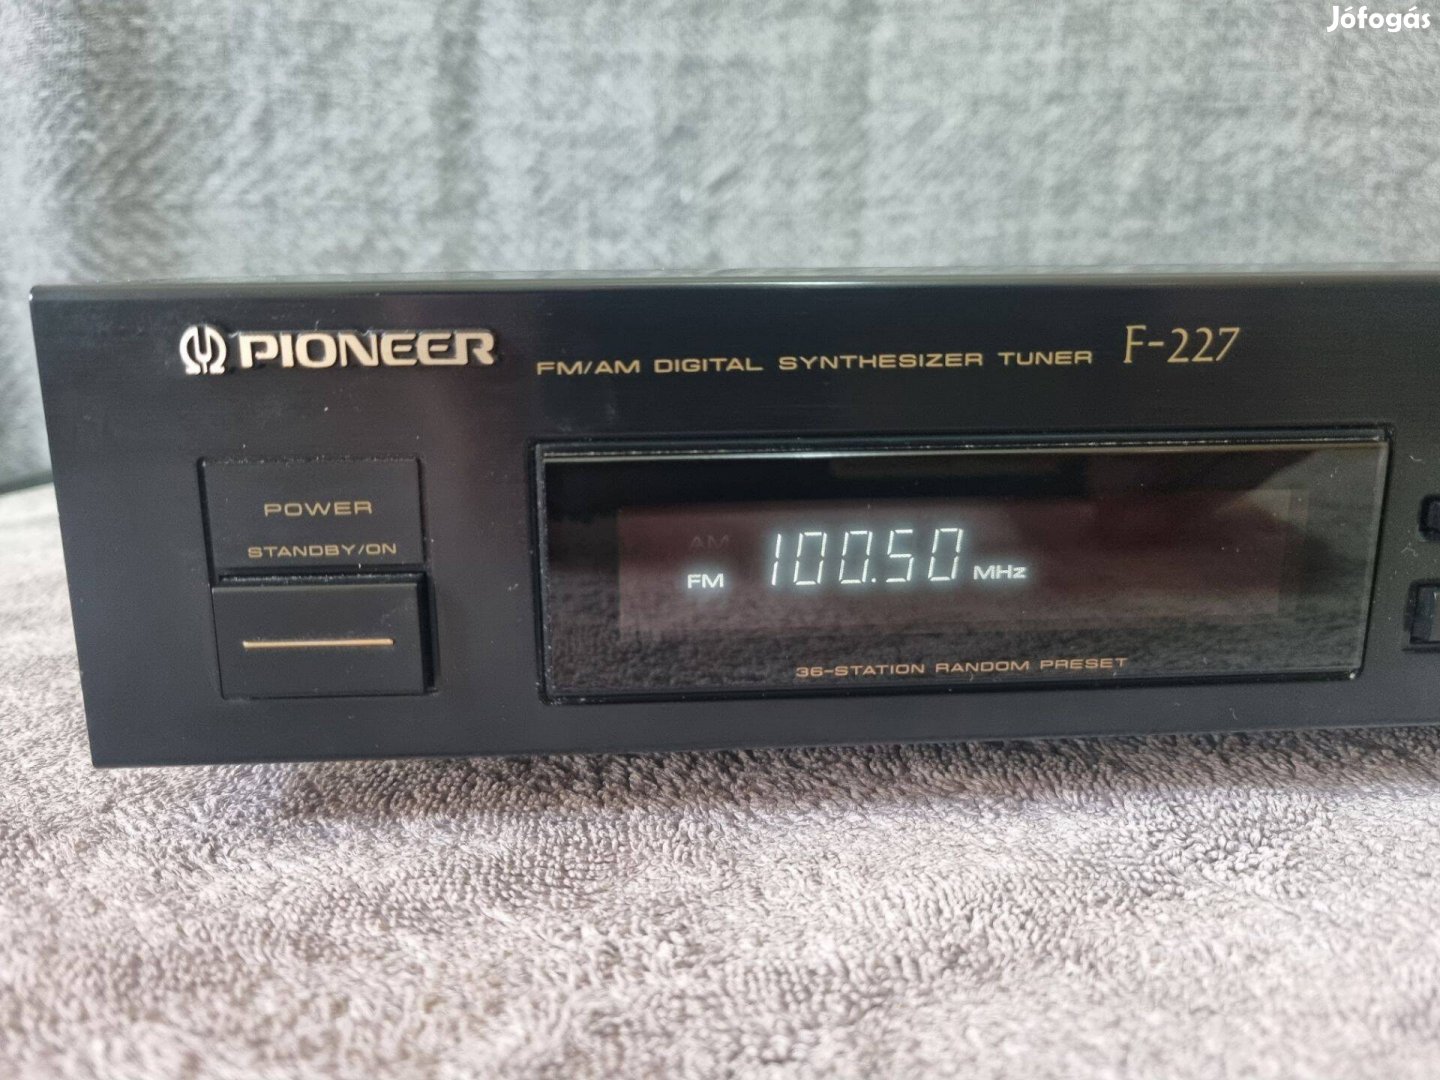 Jófogás
PIONEER FM/AM DIGITAL SYNTHESIZER TUNER F-227
POWER
STANDBY/ON
AM
FM 100.50 MHz
36-STATION RANDOM PRESET